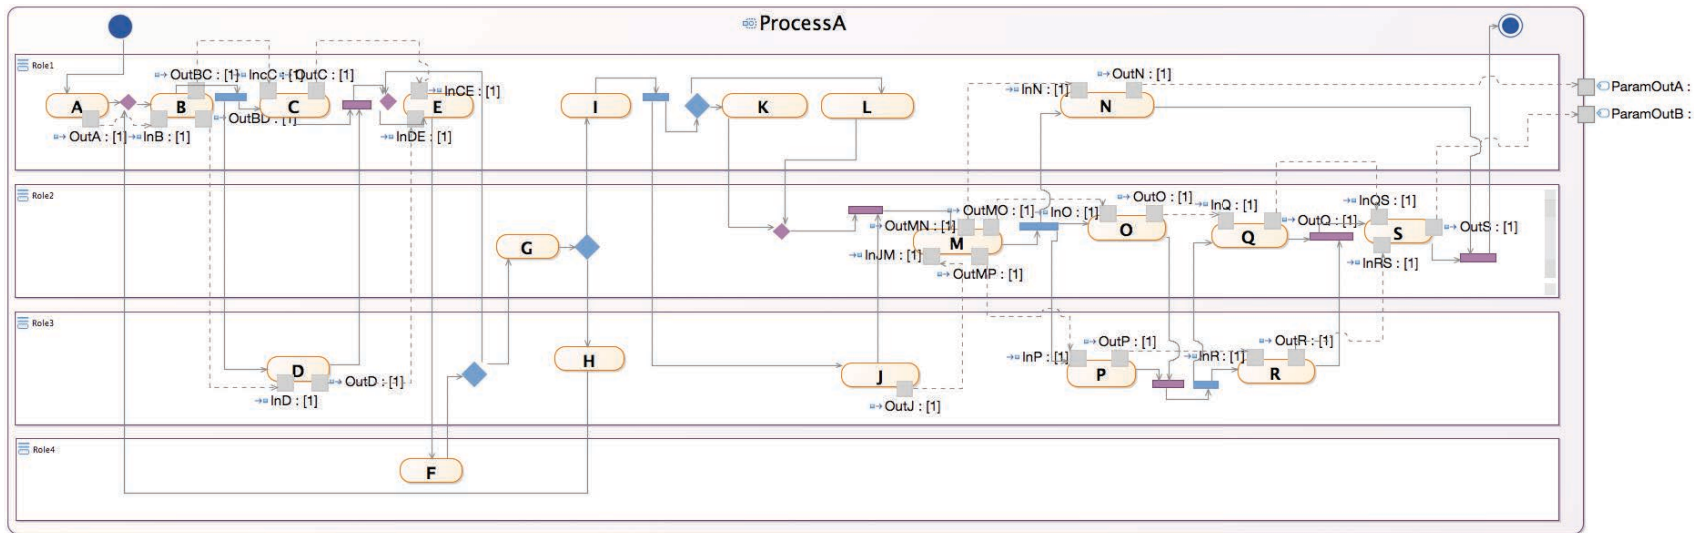 ProcessA
Role1
OutBC : [1]
IncC : [1]
OutC : [1]
InCE : [1]
A
B
C
E
OutA : [1]
InB : [1]
OutBD : [1]
InDE : [1]
I
K
L
OutN : [1]
InN : [1]
N
ParamOutA :
ParamOutB :
Role2
G
OutMO : [1]
OutMN : [1]
M
InJM : [1]
OutMP : [1]
InO : [1]
OutO : [1]
O
InQ : [1]
Q
OutQ : [1]
InQS : [1]
S
OutS : [1]
InRS : [1]
Role3
D
OutD : [1]
InD : [1]
H
J
OutJ : [1]
InP : [1]
OutP : [1]
P
InR : [1]
OutR : [1]
R
Role4
F